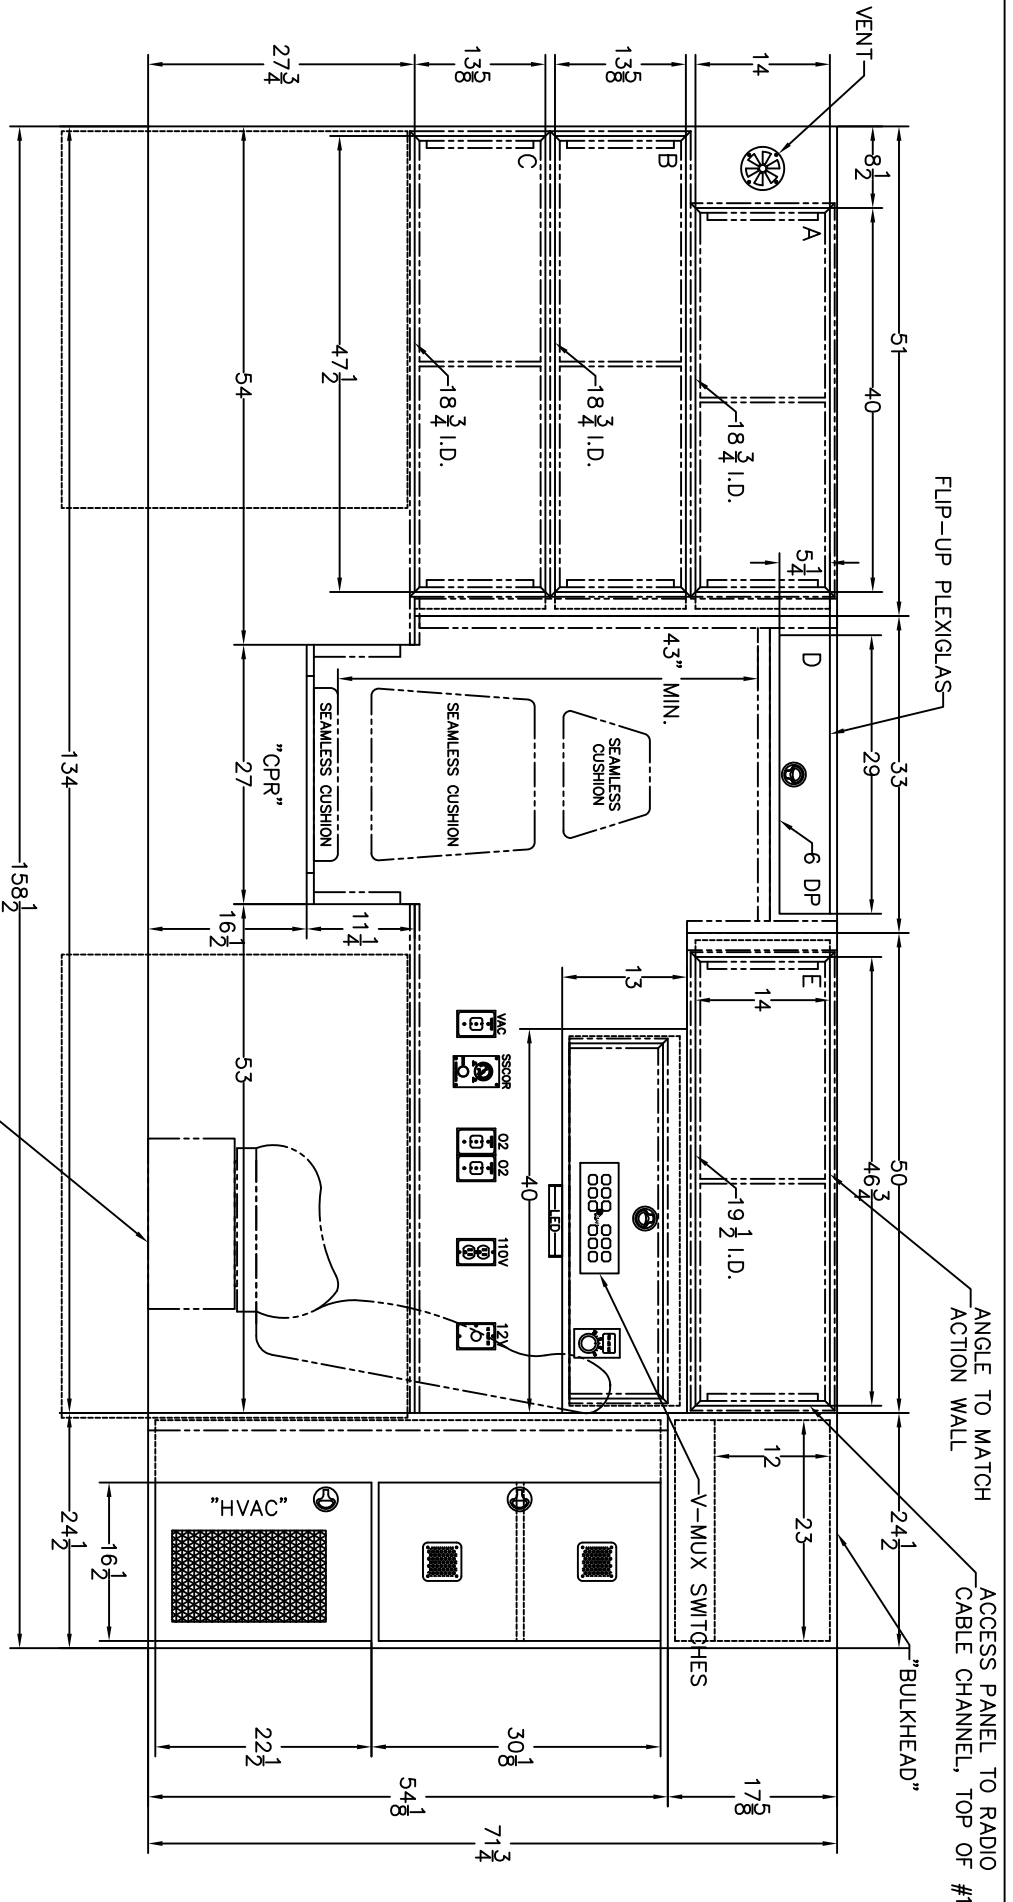 VENT
FLIP-UP PLEXIGLAS
ANGLE TO MATCH
ACTION WALL
ACCESS PANEL TO RADIO
CABLE CHANNEL, TOP OF #1
"BULKHEAD"
51
33
50
24 1/2
8 1/2
40
29
46 3/4
14
13 5/8
13 5/8
27 3/4
A
B
C
D
E
18 3/4 I.D.
18 3/4 I.D.
18 3/4 I.D.
5 1/4
6 DP
43" MIN.
SEAMLESS
CUSHION
SEAMLESS CUSHION
SEAMLESS CUSHION
"CPR"
14
19 1/2 I.D.
13
40
LED
V-MUX SWITCHES
VAC
SSCOR
O2
O2
110V
12V
12
23
"HVAC"
16 1/2
47 1/2
54
27
53
11 1/4
16 1/2
134
24 1/2
158 1/2
22 1/2
30 1/8
54 1/8
17 5/8
71 3/4